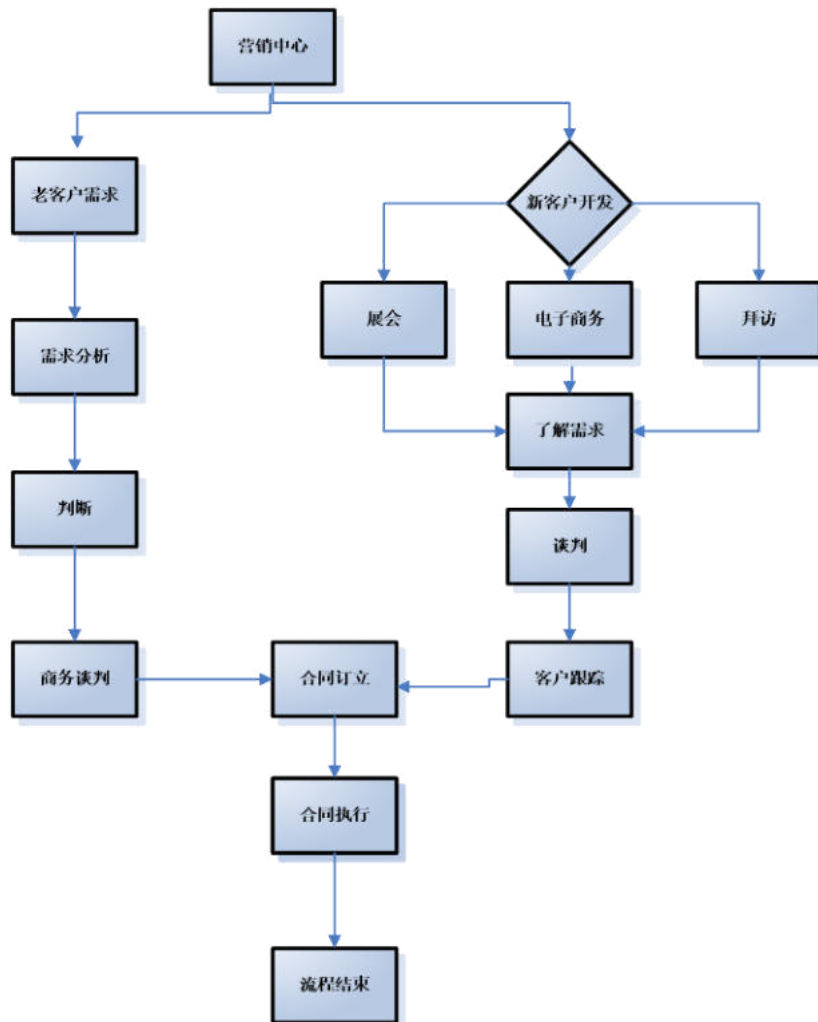 营销中心
老客户需求
新客户开发
展会
电子商务
拜访
需求分析
了解需求
判断
谈判
商务谈判
合同订立
客户跟踪
合同执行
流程结束